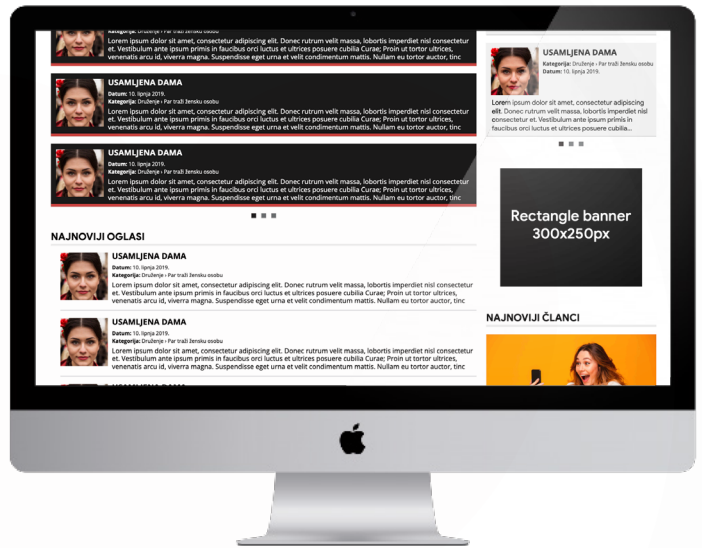 Lorem ipsum dolor sit amet, consectetur adipiscing elit. Donec rutrum velit massa, lobortis imperdiet nisl consectetur
et. Vestibulum ante ipsum primis in faucibus orci luctus et ultrices posuere cubilia Curae; Proin ut tortor ultrices,
venenatis arcu id, viverra magna. Suspendisse eget urna et velit condimentum mattis. Nullam eu tortor auctor, tinc
USAMLJENA DAMA
Datum: 10. lipnja 2019.
Kategorija: Druženje › Par traži žensku osobu
Lorem ipsum dolor sit amet, consectetur adipiscing elit. Donec rutrum velit massa, lobortis imperdiet nisl consectetur
et. Vestibulum ante ipsum primis in faucibus orci luctus et ultrices posuere cubilia Curae; Proin ut tortor ultrices,
venenatis arcu id, viverra magna. Suspendisse eget urna et velit condimentum mattis. Nullam eu tortor auctor, tinc
USAMLJENA DAMA
Datum: 10. lipnja 2019.
Kategorija: Druženje › Par traži žensku osobu
Lorem ipsum dolor sit amet, consectetur adipiscing elit. Donec rutrum velit massa, lobortis imperdiet nisl consectetur
et. Vestibulum ante ipsum primis in faucibus orci luctus et ultrices posuere cubilia Curae; Proin ut tortor ultrices,
venenatis arcu id, viverra magna. Suspendisse eget urna et velit condimentum mattis. Nullam eu tortor auctor, tinc
NAJNOVIJI OGLASI
USAMLJENA DAMA
Datum: 10. lipnja 2019.
Kategorija: Druženje › Par traži žensku osobu
Lorem ipsum dolor sit amet, consectetur adipiscing elit. Donec rutrum velit massa, lobortis imperdiet nisl consectetur
et. Vestibulum ante ipsum primis in faucibus orci luctus et ultrices posuere cubilia Curae; Proin ut tortor ultrices,
venenatis arcu id, viverra magna. Suspendisse eget urna et velit condimentum mattis. Nullam eu tortor auctor, tinc
USAMLJENA DAMA
Datum: 10. lipnja 2019.
Kategorija: Druženje › Par traži žensku osobu
Lorem ipsum dolor sit amet, consectetur adipiscing elit. Donec rutrum velit massa, lobortis imperdiet nisl consectetur
et. Vestibulum ante ipsum primis in faucibus orci luctus et ultrices posuere cubilia Curae; Proin ut tortor ultrices,
venenatis arcu id, viverra magna. Suspendisse eget urna et velit condimentum mattis. Nullam eu tortor auctor, tinc
USAMLJENA DAMA
Kategorija: Druženje › Par traži žensku osobu
Datum: 10. lipnja 2019.
Lorem ipsum dolor sit amet, consectetur adipiscing
elit. Donec rutrum velit massa, lobortis imperdiet nisl
consectetur et. Vestibulum ante ipsum primis in
faucibus orci luctus et ultrices posuere cubilia...
Rectangle banner
300x250px
NAJNOVIJI ČLANCI